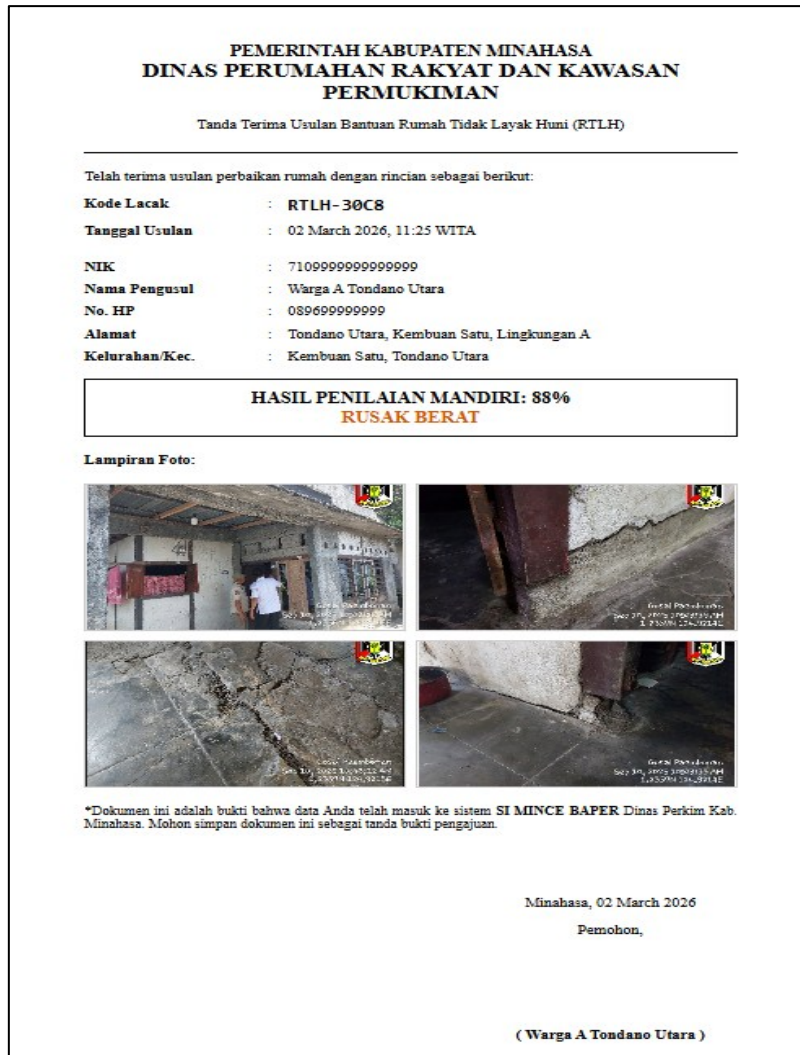 PEMERINTAH KABUPATEN MINAHASA
DINAS PERUMAHAN RAKYAT DAN KAWASAN
PERMUKIMAN
Tanda Terima Usulan Bantuan Rumah Tidak Layak Huni (RTLH)
Telah terima usulan perbaikan rumah dengan rincian sebagai berikut:
Kode Lacak : RTLH-30C8
Tanggal Usulan : 02 March 2026, 11:25 WITA
NIK : 7109999999999999
Nama Pengusul : Warga A Tondano Utara
No. HP : 089699999999
Alamat : Tondano Utara, Kembuan Satu, Lingkungan A
Kelurahan/Kec. : Kembuan Satu, Tondano Utara
HASIL PENILAIAN MANDIRI: 88%
RUSAK BERAT
Lampiran Foto:
*Dokumen ini adalah bukti bahwa data Anda telah masuk ke sistem SI MINCE BAPER Dinas Perkim Kab.
Minahasa. Mohon simpan dokumen ini sebagai tanda bukti pengajuan.
Minahasa, 02 March 2026
Pemohon,
( Warga A Tondano Utara )